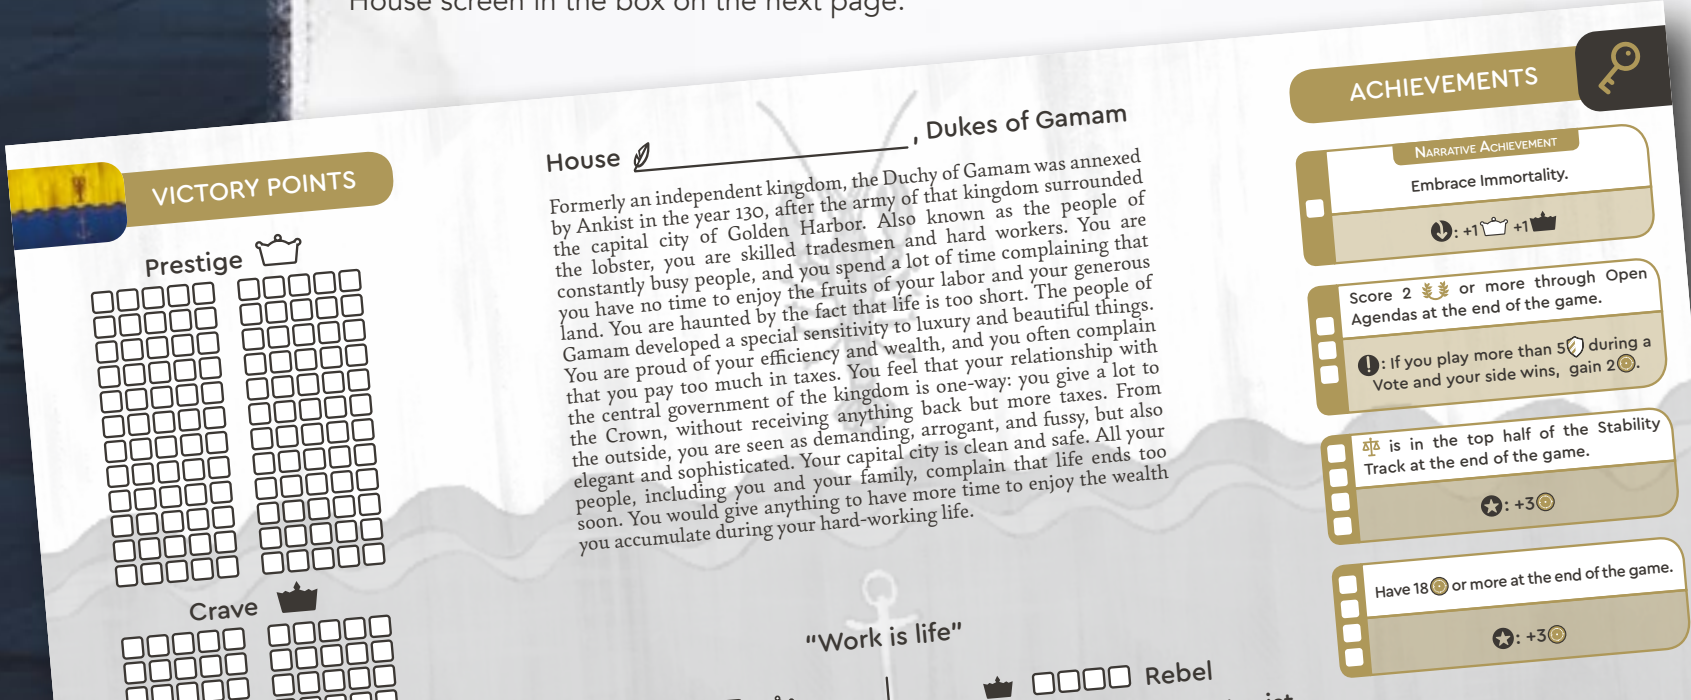 House screen in the box on the next page.
VICTORY POINTS
Prestige
Crave
House , Dukes of Gamam
Formerly an independent kingdom, the Duchy of Gamam was annexed
by Ankist in the year 130, after the army of that kingdom surrounded
the capital city of Golden Harbor. Also known as the people of
the lobster, you are skilled tradesmen and hard workers. You are
constantly busy people, and you spend a lot of time complaining that
you have no time to enjoy the fruits of your labor and your generous
land. You are haunted by the fact that life is too short. The people of
Gamam developed a special sensitivity to luxury and beautiful things.
You are proud of your efficiency and wealth, and you often complain
that you pay too much in taxes. You feel that your relationship with
the central government of the kingdom is one-way: you give a lot to
the Crown, without receiving anything back but more taxes. From
the outside, you are seen as demanding, arrogant, and fussy, but also
elegant and sophisticated. Your capital city is clean and safe. All your
people, including you and your family, complain that life ends too
soon. You would give anything to have more time to enjoy the wealth
you accumulate during your hard-working life.
"Work is life"
Rebel
ACHIEVEMENTS
NARRATIVE ACHIEVEMENT
Embrace Immortality.
: +1 +1
Score 2 or more through Open
Agendas at the end of the game.
: If you play more than 5 during a
Vote and your side wins, gain 2 .
is in the top half of the Stability
Track at the end of the game.
: +3
Have 18 or more at the end of the game.
: +3